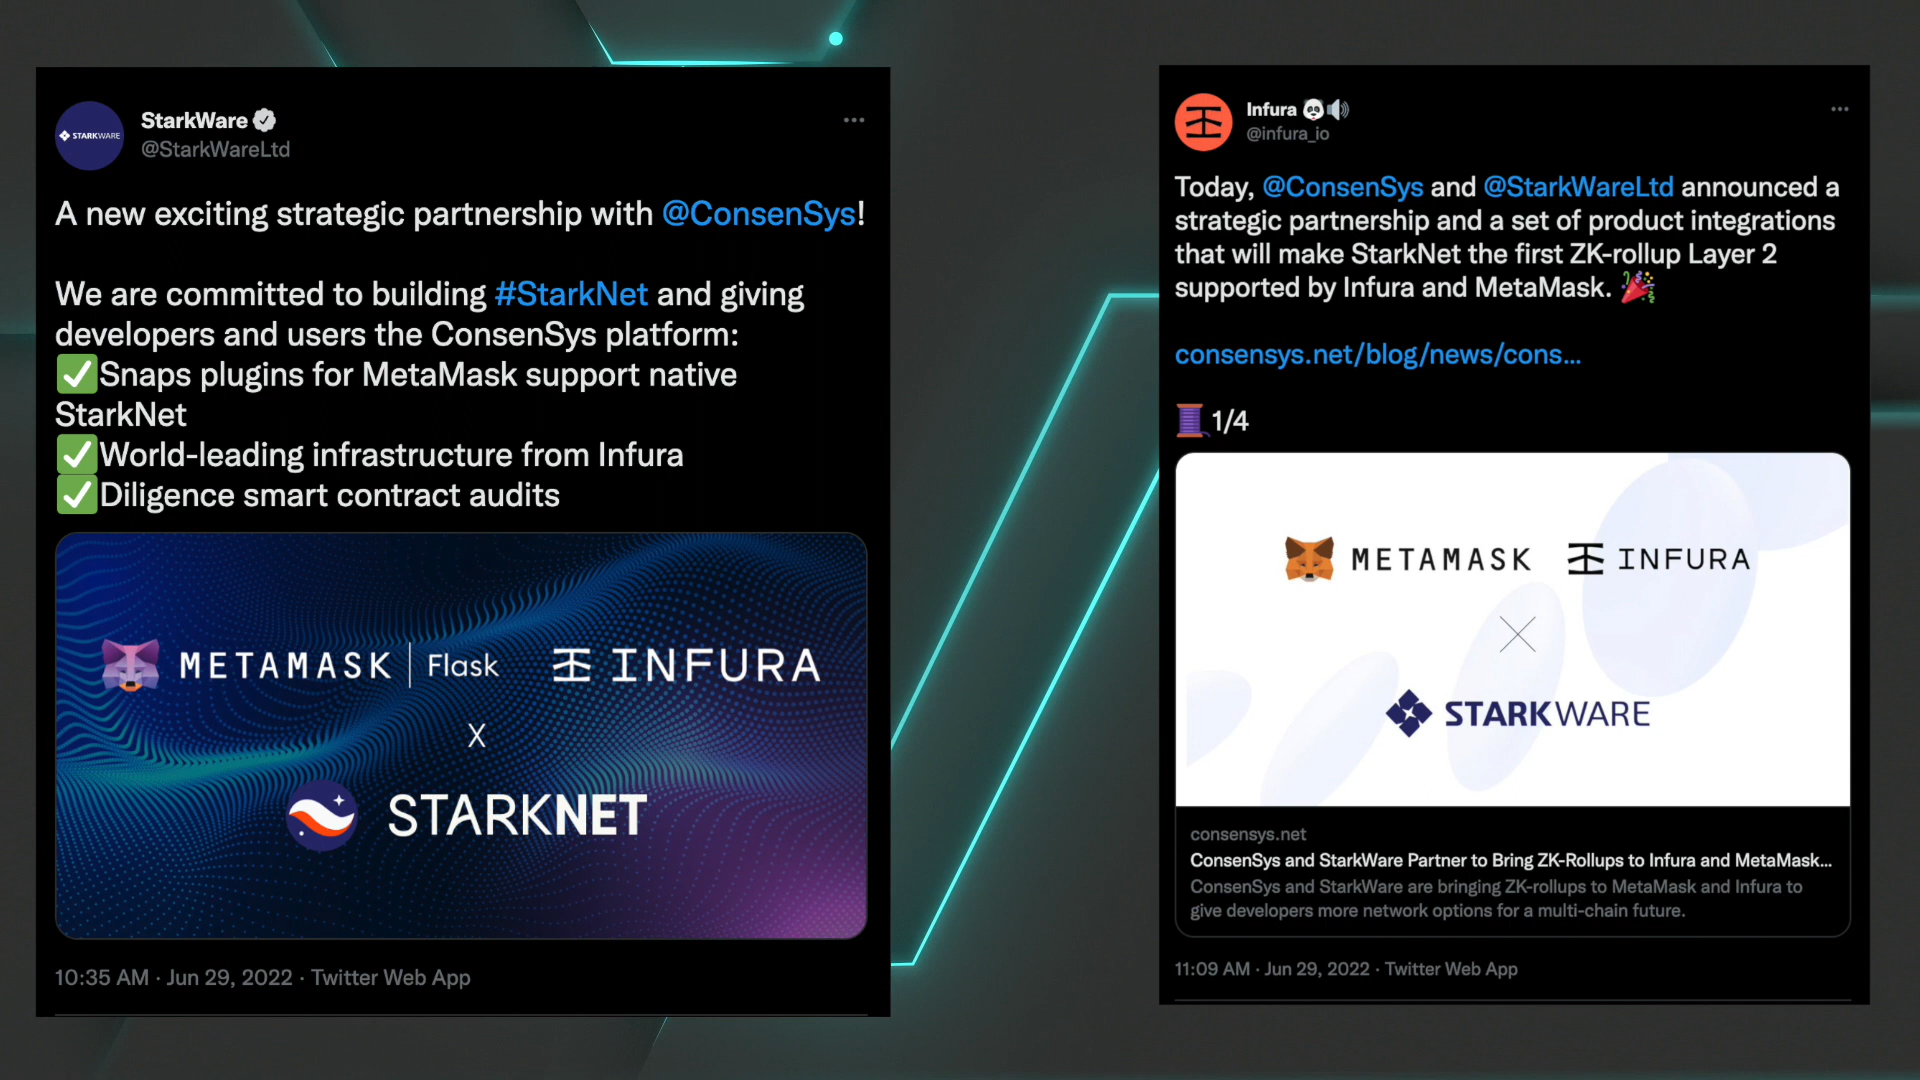 STARKWARE
StarkWare
@StarkWareLtd
A new exciting strategic partnership with @ConsenSys!
We are committed to building #StarkNet and giving
developers and users the ConsenSys platform:
✅Snaps plugins for MetaMask support native
StarkNet
✅World-leading infrastructure from Infura
✅Diligence smart contract audits
METAMASK | Flask INFURA
X
STARKNET
10:35 AM · Jun 29, 2022 · Twitter Web App
Infura 🐼🔊
@infura_io
Today, @ConsenSys and @StarkWareLtd announced a
strategic partnership and a set of product integrations
that will make StarkNet the first ZK-rollup Layer 2
supported by Infura and MetaMask. 🎉
consensys.net/blog/news/cons...
🧵 1/4
METAMASK INFURA
STARKWARE
consensys.net
ConsenSys and StarkWare Partner to Bring ZK-Rollups to Infura and MetaMask...
ConsenSys and StarkWare are bringing ZK-rollups to MetaMask and Infura to
give developers more network options for a multi-chain future.
11:09 AM · Jun 29, 2022 · Twitter Web App